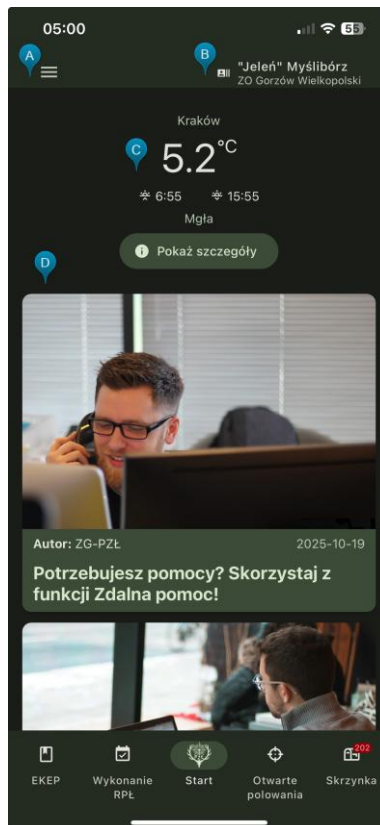 05:00
55
A
B
"Jeleń" Myślibórz
ZO Gorzów Wielkopolski
Kraków
C
5.2°C
6:55 15:55
Mgła
D
Pokaż szczegóły
Autor: ZG-PZŁ 2025-10-19
Potrzebujesz pomocy? Skorzystaj z
funkcji Zdalna pomoc!
202
EKEP Wykonanie RPŁ Start Otwarte polowania Skrzynka